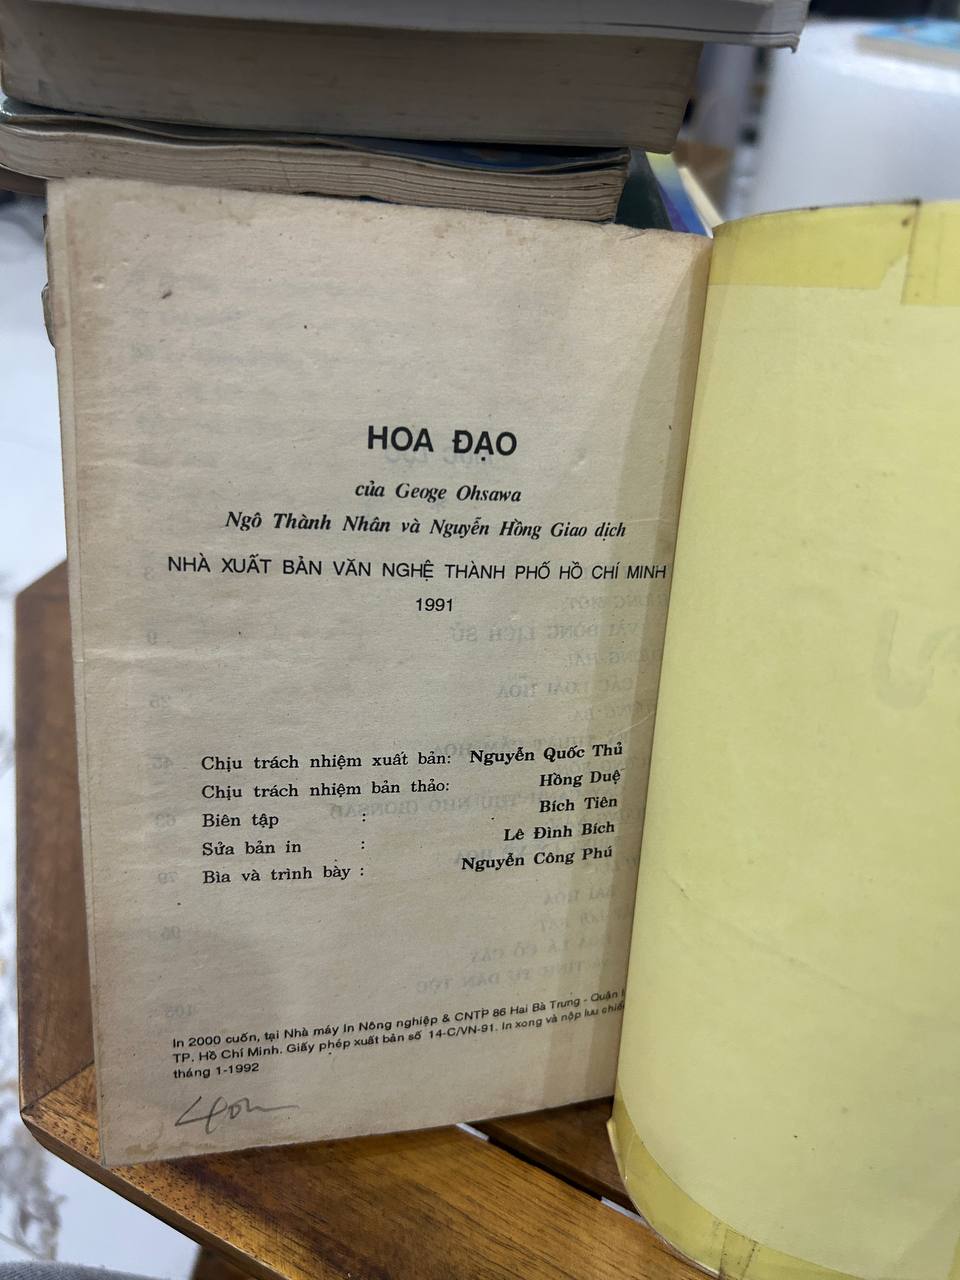 HOA ĐẠO
của Geoge Ohsawa
Ngô Thành Nhân và Nguyễn Hồng Giao dịch
NHÀ XUẤT BẢN VĂN NGHỆ THÀNH PHỐ HỒ CHÍ MINH
1991
Chịu trách nhiệm xuất bản: Nguyễn Quốc Thủ
Chịu trách nhiệm bản thảo: Hồng Duệ
Biên tập : Bích Tiên
Sửa bản in : Lê Đình Bích
Bìa và trình bày : Nguyễn Công Phú
In 2000 cuốn, tại Nhà máy in Nông nghiệp & CNTP 86 Hai Bà Trưng - Quận I
TP. Hồ Chí Minh. Giấy phép xuất bản số 14-C/VN-91. In xong và nộp lưu chiểu
tháng 1-1992